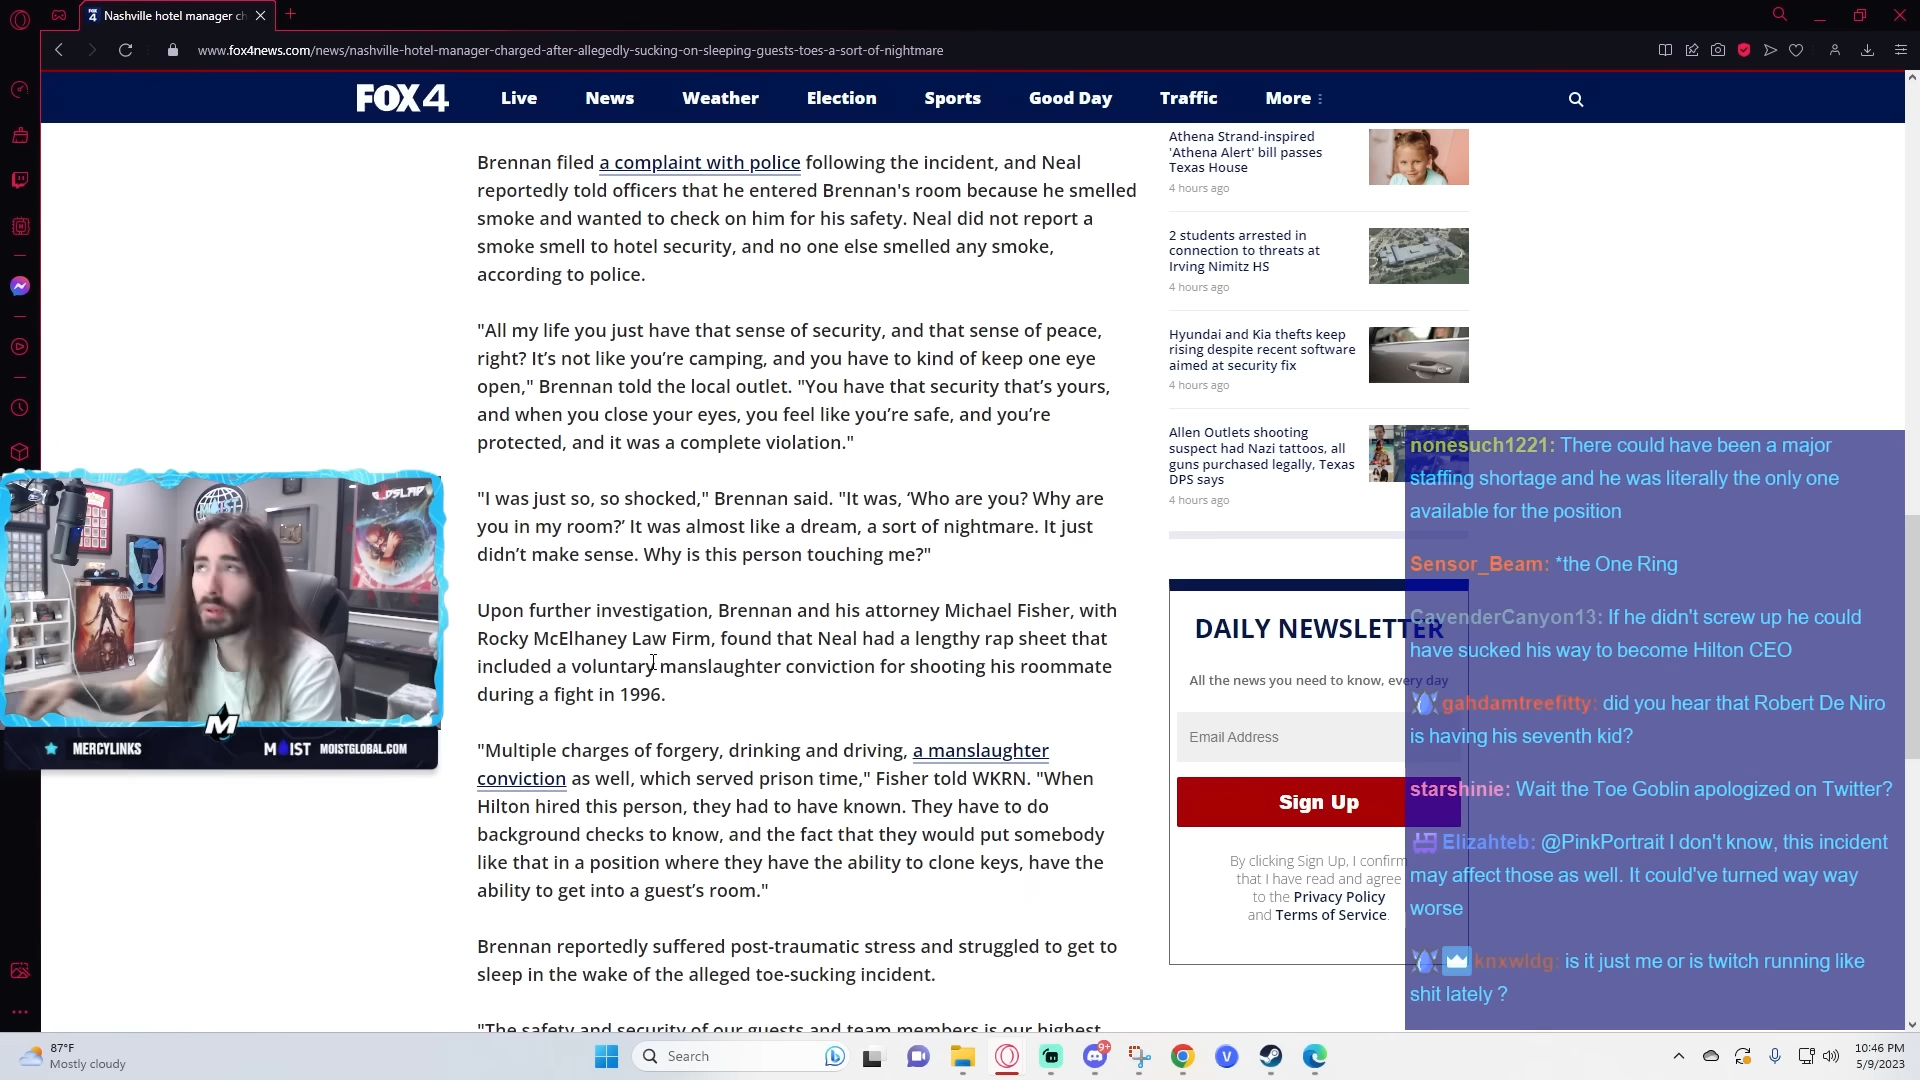 Nashville hotel manager ch
www.fox4news.com/news/nashville-hotel-manager-charged-after-allegedly-sucking-on-sleeping-guests-toes-a-sort-of-nightmare
FOX 4 Live News Weather Election Sports Good Day Traffic More
Brennan filed a complaint with police following the incident, and Neal
reportedly told officers that he entered Brennan's room because he smelled
smoke and wanted to check on him for his safety. Neal did not report a
smoke smell to hotel security, and no one else smelled any smoke,
according to police.
"All my life you just have that sense of security, and that sense of peace,
right? It’s not like you’re camping, and you have to kind of keep one eye
open," Brennan told the local outlet. "You have that security that’s yours,
and when you close your eyes, you feel like you’re safe, and you’re
protected, and it was a complete violation."
"I was just so, so shocked," Brennan said. "It was, ‘Who are you? Why are
you in my room?’ It was almost like a dream, a sort of nightmare. It just
didn’t make sense. Why is this person touching me?"
Upon further investigation, Brennan and his attorney Michael Fisher, with
Rocky McElhaney Law Firm, found that Neal had a lengthy rap sheet that
included a voluntary manslaughter conviction for shooting his roommate
during a fight in 1996.
"Multiple charges of forgery, drinking and driving, a manslaughter
conviction as well, which served prison time," Fisher told WKRN. "When
Hilton hired this person, they had to have known. They have to do
background checks to know, and the fact that they would put somebody
like that in a position where they have the ability to clone keys, have the
ability to get into a guest’s room."
Brennan reportedly suffered post-traumatic stress and struggled to get to
sleep in the wake of the alleged toe-sucking incident.
"The safety and security of our guests and team members is our highest
Athena Strand-inspired
'Athena Alert' bill passes
Texas House
4 hours ago
2 students arrested in
connection to threats at
Irving Nimitz HS
4 hours ago
Hyundai and Kia thefts keep
rising despite recent software
aimed at security fix
4 hours ago
Allen Outlets shooting
suspect had Nazi tattoos, all
guns purchased legally, Texas
DPS says
4 hours ago
DAILY NEWSLETTER
All the news you need to know, every day
Email Address
Sign Up
By clicking Sign Up, I confirm
that I have read and agree
to the Privacy Policy
and Terms of Service.
nonesuch1221: There could have been a major
staffing shortage and he was literally the only one
available for the position
Sensor_Beam: *the One Ring
CavenderCanyon13: If he didn't screw up he could
have sucked his way to become Hilton CEO
gahdamtreefitty: did you hear that Robert De Niro
is having his seventh kid?
starshinie: Wait the Toe Goblin apologized on Twitter?
Elizahteb: @PinkPortrait I don't know, this incident
may affect those as well. It could've turned way way
worse
knxwldg: is it just me or is twitch running like
shit lately ?
M
MERCYLINKS MOIST MOISTGLOBAL.COM
87°F
Mostly cloudy
Search
9+
V
10:46 PM
5/9/2023